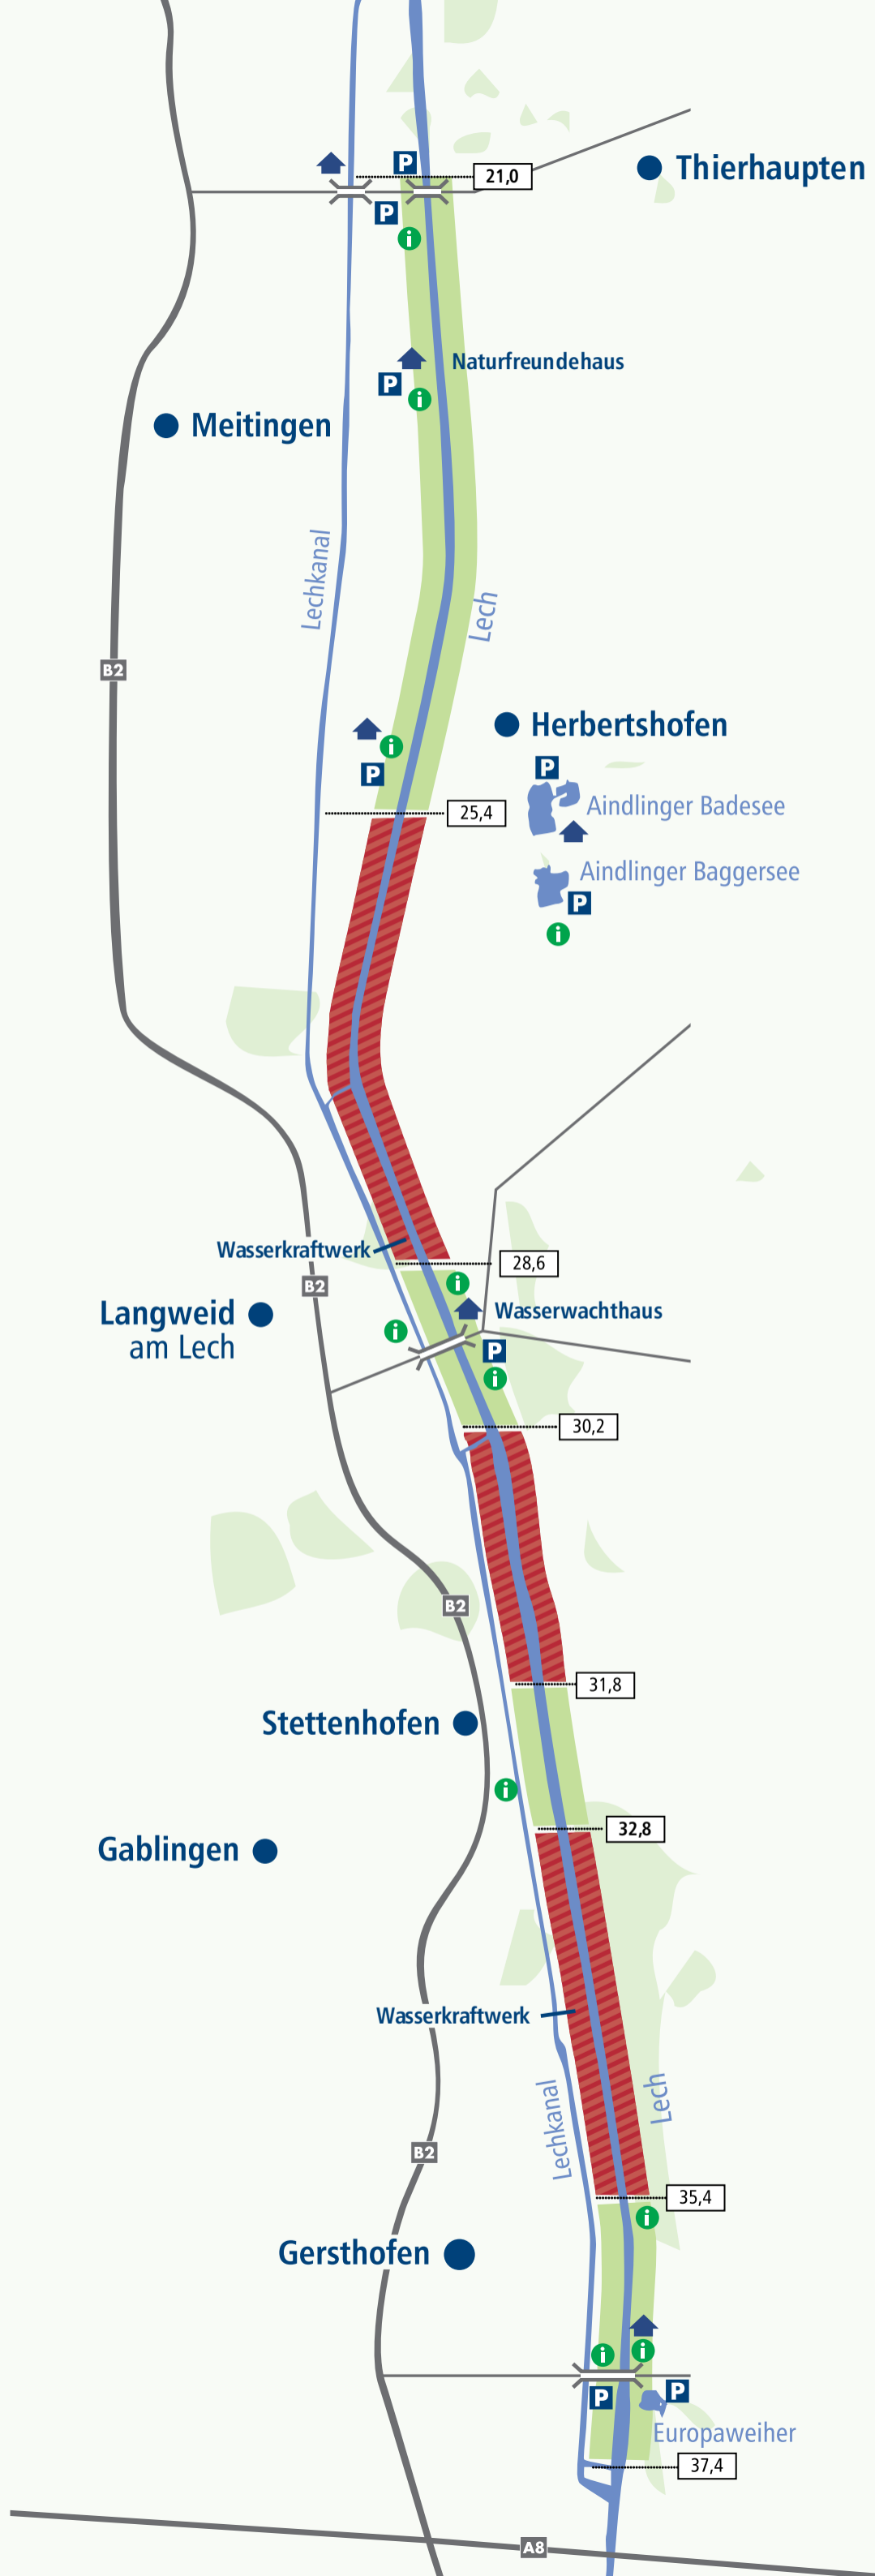 P
21,0
Thierhaupten
P
i
Naturfreundehaus
P
i
Meitingen
Lechkanal
Lech
B2
Herbertshofen
i
P
P
Aindlinger Badesee
25,4
Aindlinger Baggersee
P
i
Wasserkraftwerk
28,6
B2
i
Langweid
am Lech
Wasserwachthaus
i
P
i
30,2
B2
31,8
Stettenhofen
i
32,8
Gablingen
Wasserkraftwerk
Lechkanal
Lech
B2
35,4
i
Gersthofen
i
i
P
P
Europaweiher
37,4
A8